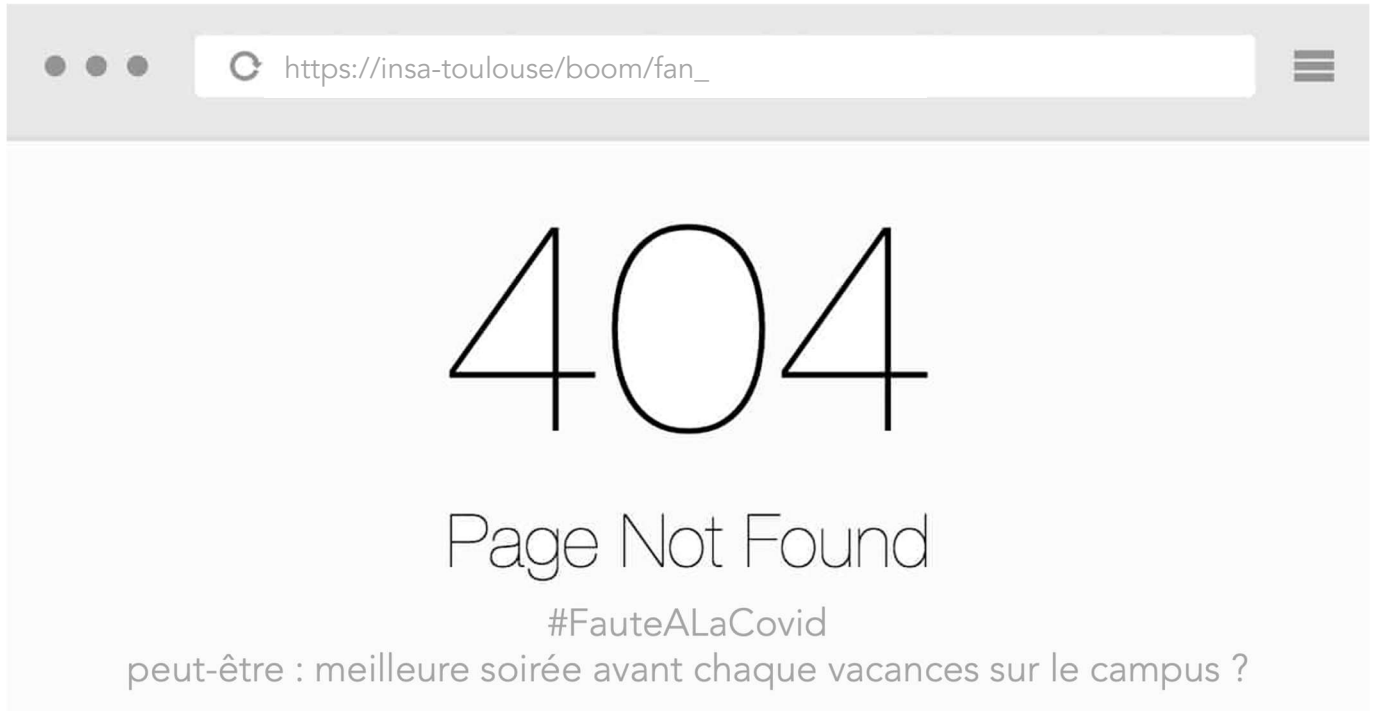 https://insa-toulouse/boom/fan_
404
Page Not Found
#FauteALaCovid
peut-être : meilleure soirée avant chaque vacances sur le campus ?